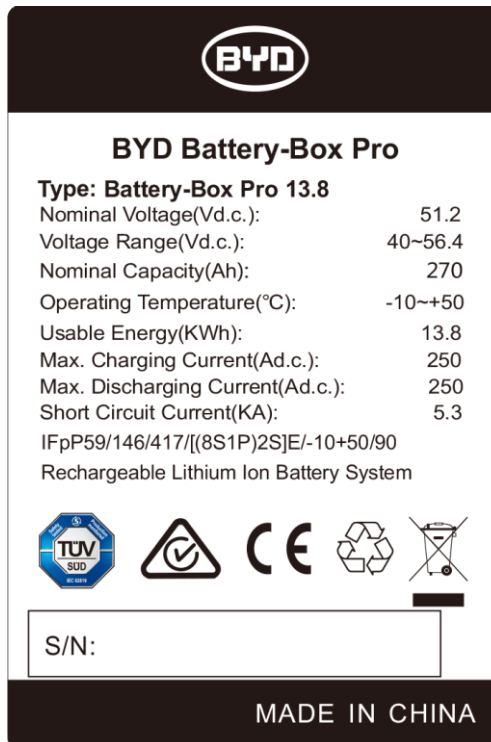 BYD
BYD Battery-Box Pro
Type: Battery-Box Pro 13.8
Nominal Voltage(Vd.c.): 51.2
Voltage Range(Vd.c.): 40~56.4
Nominal Capacity(Ah): 270
Operating Temperature(℃): -10~+50
Usable Energy(KWh): 13.8
Max. Charging Current(Ad.c.): 250
Max. Discharging Current(Ad.c.): 250
Short Circuit Current(KA): 5.3
IFpP59/146/417/[(8S1P)2S]E/-10+50/90
Rechargeable Lithium Ion Battery System
TÜV
SÜD
IEC 62619
CE
S/N:
MADE IN CHINA